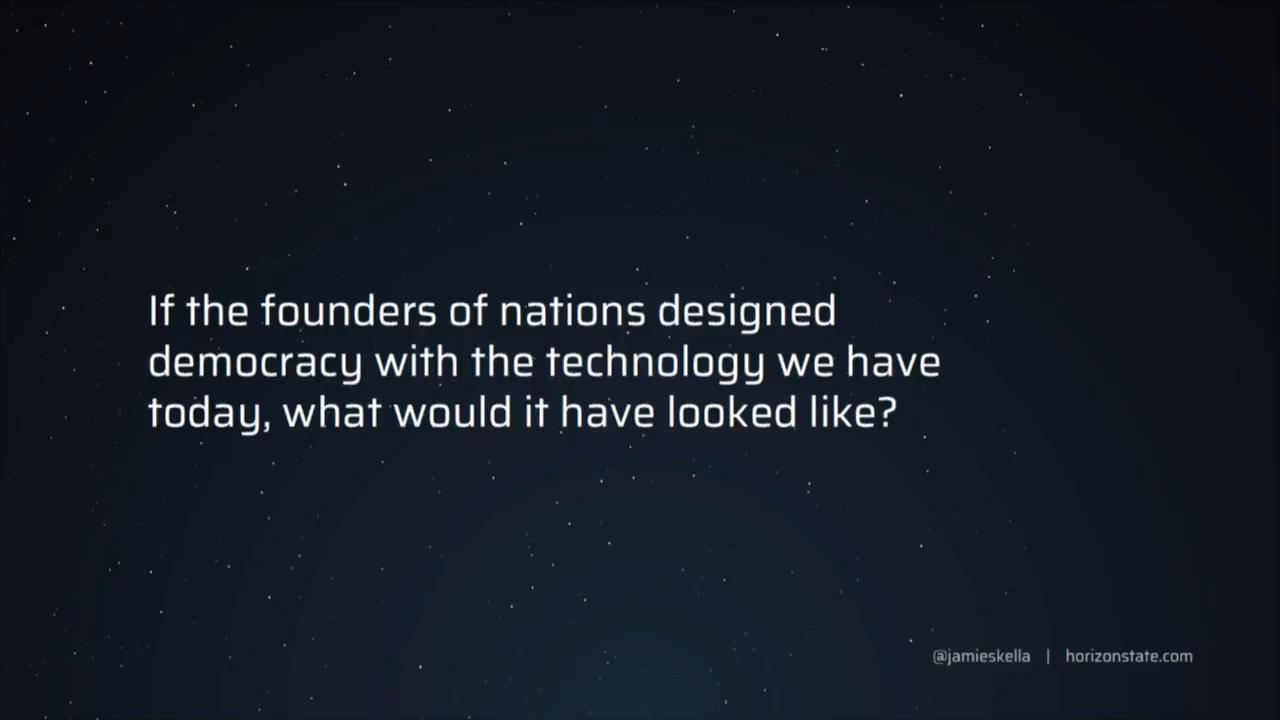 If the founders of nations designed
democracy with the technology we have
today, what would it have looked like?
@jamieskella | horizonstate.com